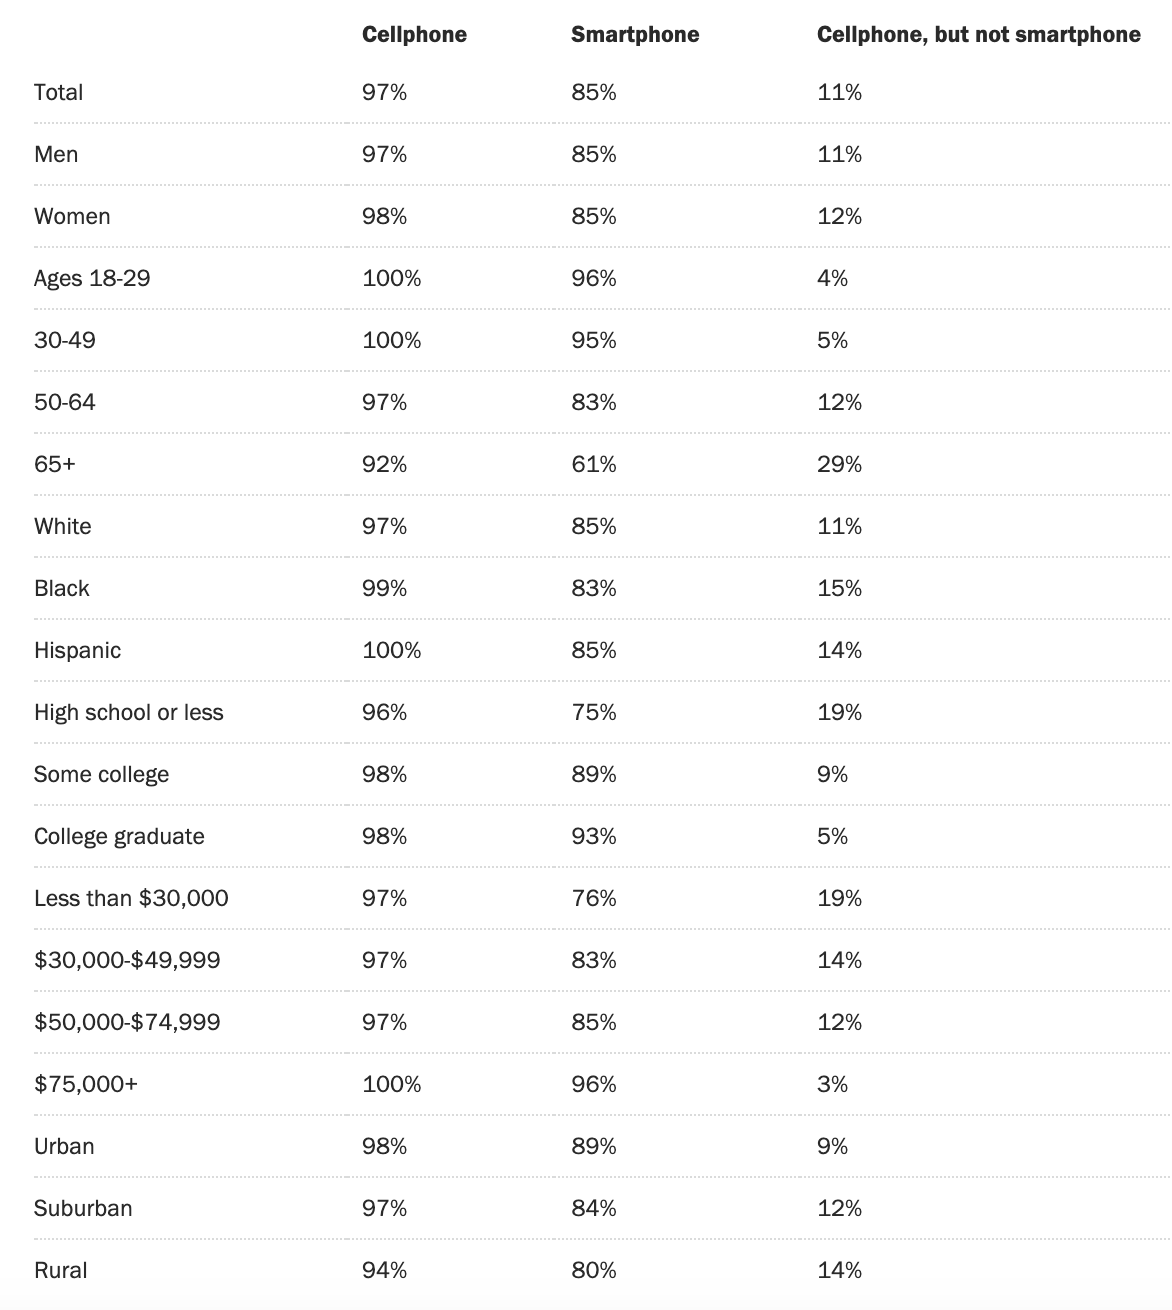 Cellphone Smartphone Cellphone, but not smartphone
Total 97% 85% 11%
Men 97% 85% 11%
Women 98% 85% 12%
Ages 18-29 100% 96% 4%
30-49 100% 95% 5%
50-64 97% 83% 12%
65+ 92% 61% 29%
White 97% 85% 11%
Black 99% 83% 15%
Hispanic 100% 85% 14%
High school or less 96% 75% 19%
Some college 98% 89% 9%
College graduate 98% 93% 5%
Less than $30,000 97% 76% 19%
$30,000-$49,999 97% 83% 14%
$50,000-$74,999 97% 85% 12%
$75,000+ 100% 96% 3%
Urban 98% 89% 9%
Suburban 97% 84% 12%
Rural 94% 80% 14%